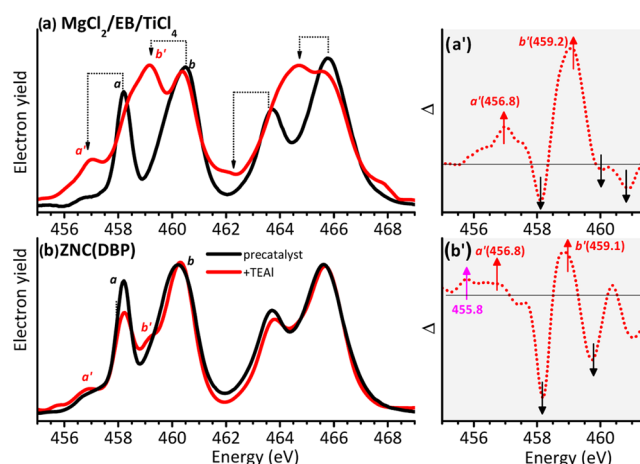 (a) MgCl2/EB/TiCl4
a'
a
b'
b
Electron yield
456 458 460 462 464 466 468
Energy (eV)
(a')
b'(459.2)
a'(456.8)
Δ
456 458 460
(b)ZNC(DBP)
precatalyst
+TEAl
a
b
b'
a'
Electron yield
456 458 460 462 464 466 468
Energy (eV)
(b')
a'(456.8)
b'(459.1)
455.8
Δ
456 458 460
Energy (eV)